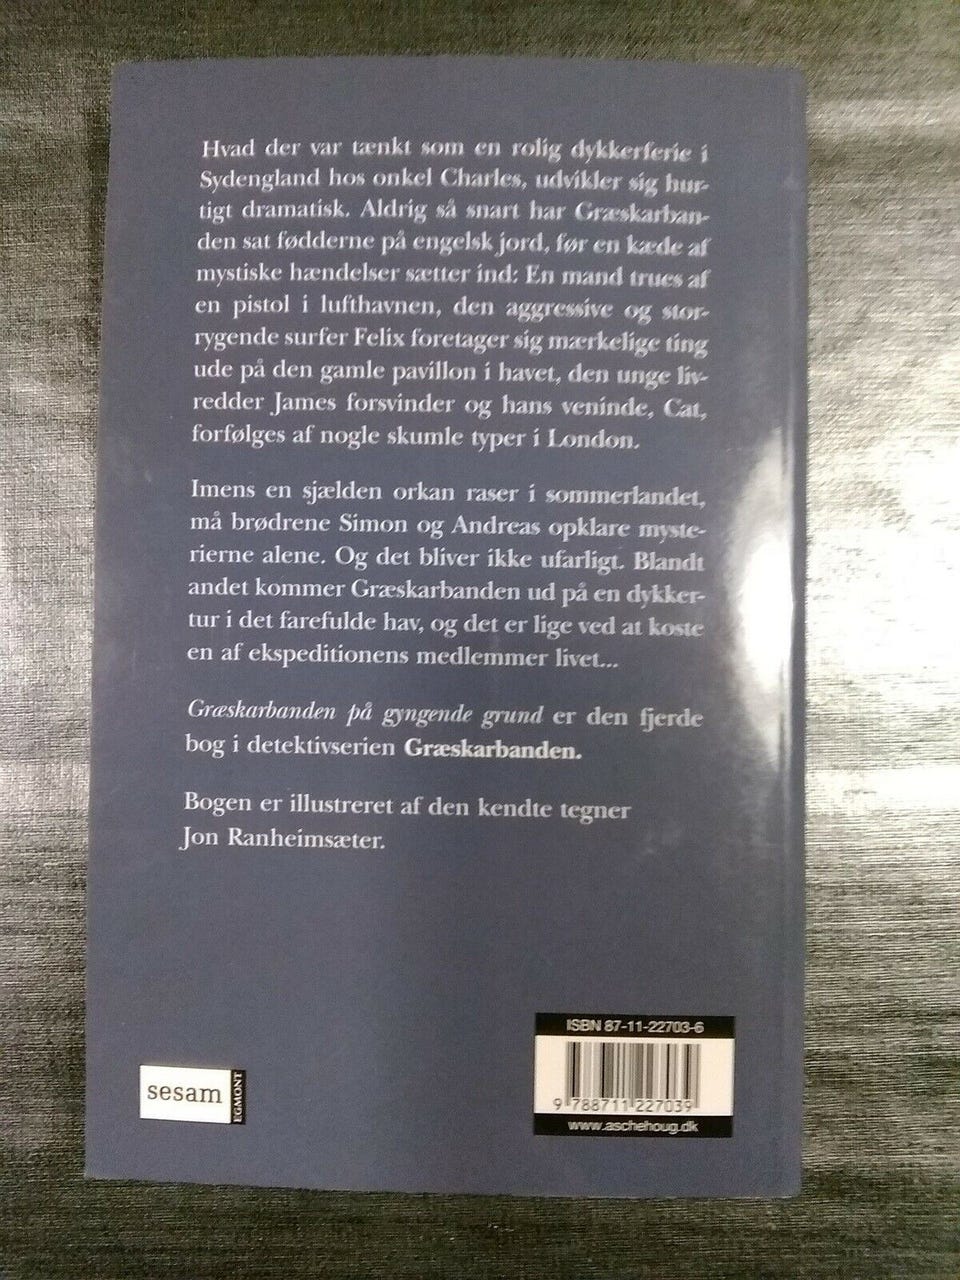 Hvad der var tænkt som en rolig dykkerferie i
Sydengland hos onkel Charles, udvikler sig hur-
tigt dramatisk. Aldrig så snart har Græskarban-
den sat fødderne på engelsk jord, før en kæde af
mystiske hændelser sætter ind: En mand trues af
en pistol i lufthavnen, den aggressive og stor-
rygende surfer Felix foretager sig mærkelige ting
ude på den gamle pavillon i havet, den unge liv-
redder James forsvinder og hans veninde, Cat,
forfølges af nogle skumle typer i London.
Imens en sjælden orkan raser i sommerlandet,
må brødrene Simon og Andreas opklare myste-
rierne alene. Og det bliver ikke ufarligt. Blandt
andet kommer Græskarbanden ud på en dykker-
tur i det farefulde hav, og det er lige ved at koste
en af ekspeditionens medlemmer livet...
Græskarbanden på gyngende grund er den fjerde
bog i detektivserien Græskarbanden.
Bogen er illustreret af den kendte tegner
Jon Ranheimsæter.
sesam
EGMONT
ISBN 87-11-22703-6
9 788711 227039
www.aschehoug.dk